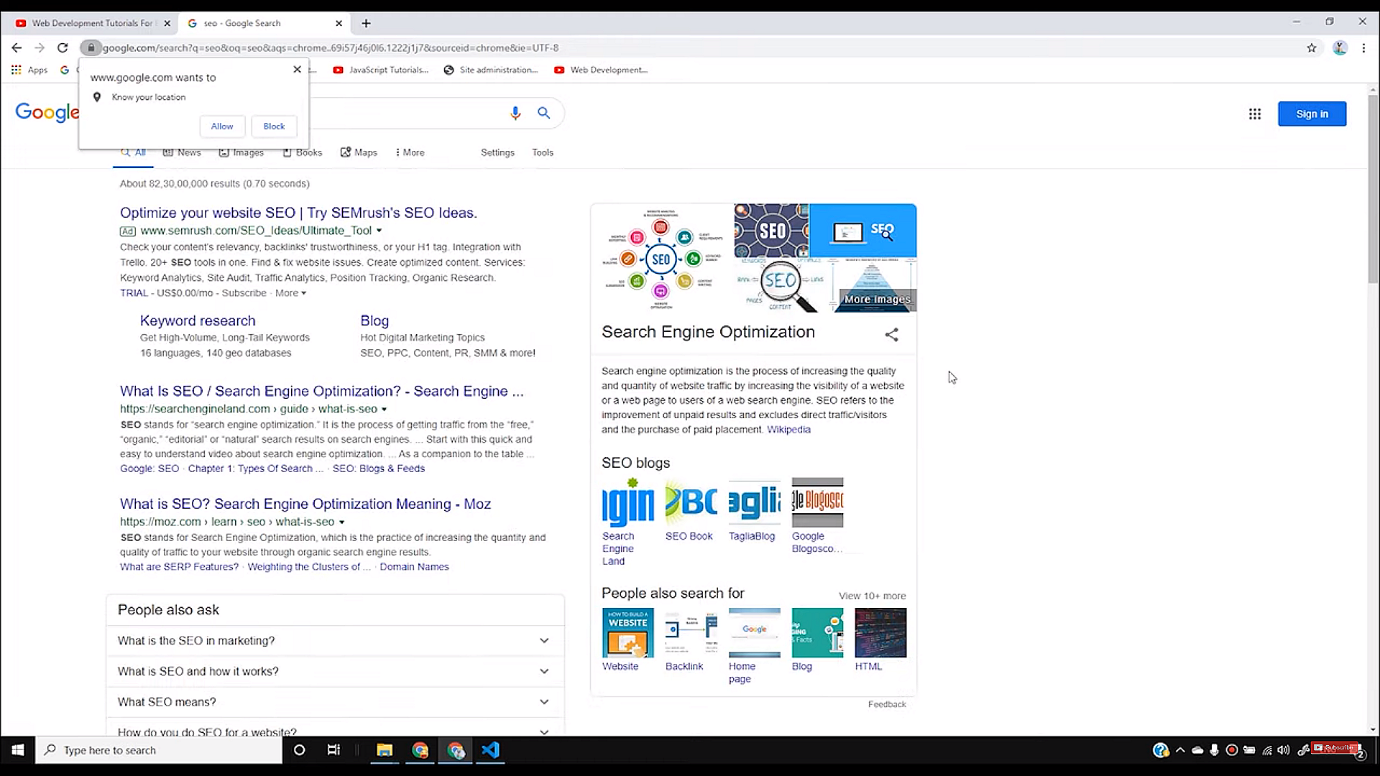 Web Development Tutorials For B
seo - Google Search
google.com/search?q=seo&oq=seo&aqs=chrome..69i57j46j0l6.1222j1j7&sourceid=chrome&ie=UTF-8
Apps
JavaScript Tutorials...
Site administration...
Web Development...
www.google.com wants to
Know your location
Allow
Block
Google
Sign in
All
News
Images
Books
Maps
More
Settings
Tools
About 82,30,00,000 results (0.70 seconds)
Optimize your website SEO | Try SEMrush's SEO Ideas.
Ad www.semrush.com/SEO_Ideas/Ultimate_Tool
Check your content's relevancy, backlinks' trustworthiness, or your H1 tag. Integration with
Trello. 20+ SEO tools in one. Find & fix website issues. Create optimized content. Services:
Keyword Analytics, Site Audit, Traffic Analytics, Position Tracking, Organic Research.
TRIAL - US$0.00/mo - Subscribe · More
Keyword research
Get High-Volume, Long-Tail Keywords
16 languages, 140 geo databases
Blog
Hot Digital Marketing Topics
SEO, PPC, Content, PR, SMM & more!
What Is SEO / Search Engine Optimization? - Search Engine ...
https://searchengineland.com › guide › what-is-seo
SEO stands for “search engine optimization.” It is the process of getting traffic from the “free,”
“organic,” “editorial” or “natural” search results on search engines. ... Start with this quick and
easy to understand video about search engine optimization. ... As a companion to the table ...
Google: SEO · Chapter 1: Types Of Search ... · SEO: Blogs & Feeds
What is SEO? Search Engine Optimization Meaning - Moz
https://moz.com › learn › seo › what-is-seo
SEO stands for Search Engine Optimization, which is the practice of increasing the quantity and
quality of traffic to your website through organic search engine results.
What are SERP Features? · Weighting the Clusters of ... · Domain Names
People also ask
What is the SEO in marketing?
What is SEO and how it works?
What SEO means?
How do you do SEO for a website?
SEO
SEO
SEO
SEO
More images
Search Engine Optimization
Search engine optimization is the process of increasing the quality
and quantity of website traffic by increasing the visibility of a website
or a web page to users of a web search engine. SEO refers to the
improvement of unpaid results and excludes direct traffic/visitors
and the purchase of paid placement. Wikipedia
SEO blogs
Search
Engine
Land
SEO Book
TagliaBlog
Google
Blogosco...
People also search for
View 10+ more
HOW TO BUILD A
WEBSITE
Google
Website
Backlink
Home
page
Blog
HTML
Feedback
Type here to search
Subscribe
2